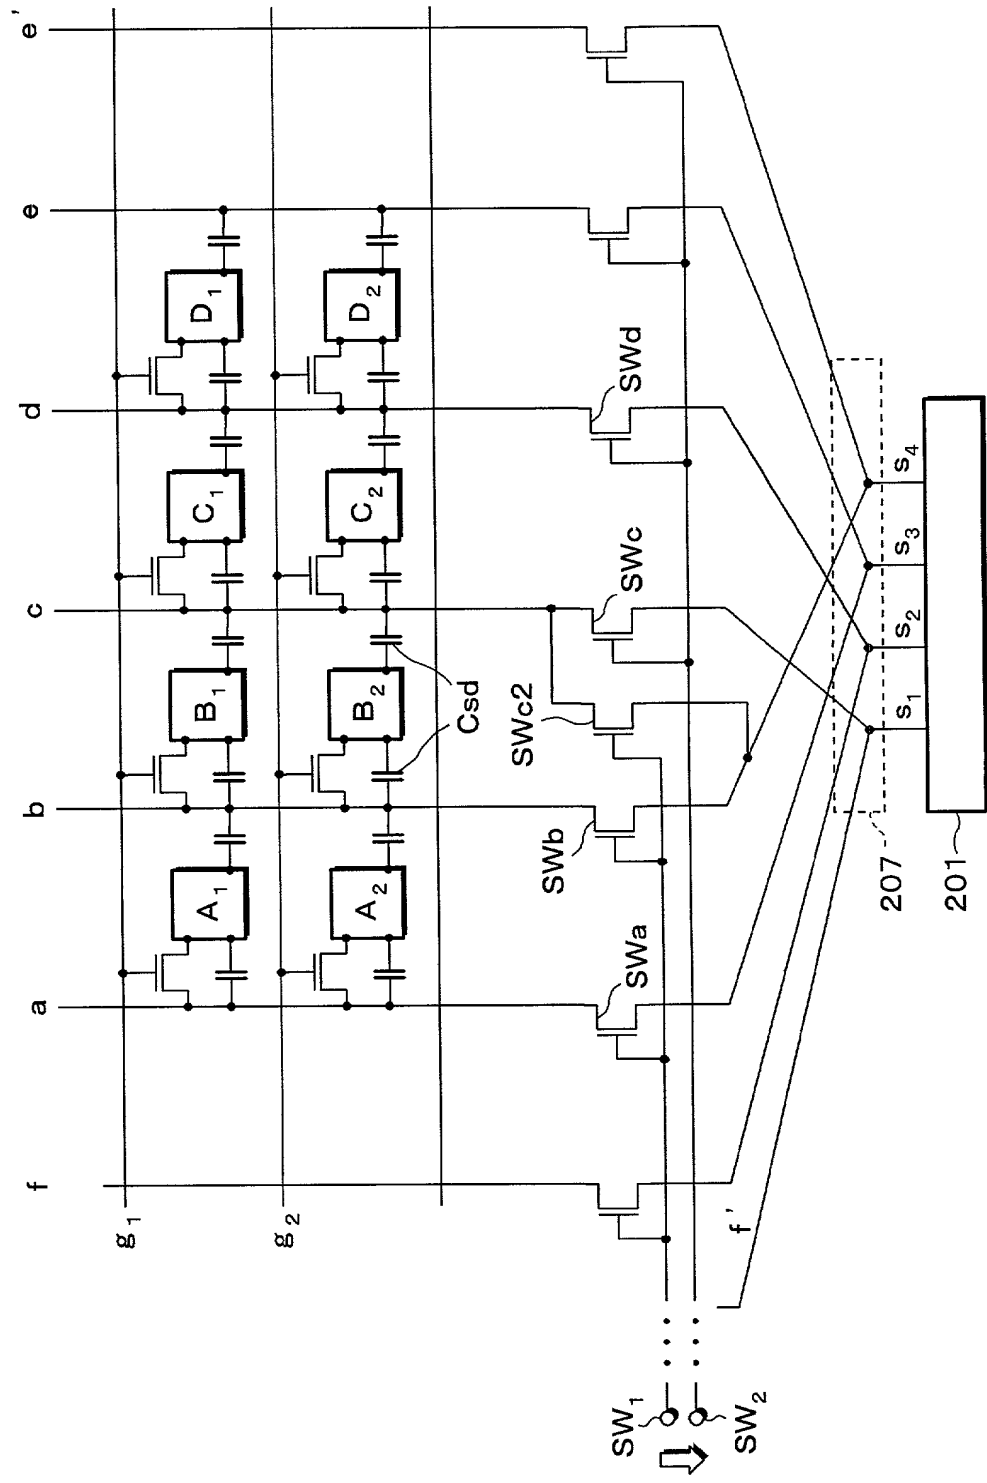 f a b c d e e'
g1
A1 B1 C1 D1
g2
A2 B2 C2 D2
Csd
SWa SWb SWc2 SWc SWd
SW1
SW2
f'
s1 s2 s3 s4
207
201